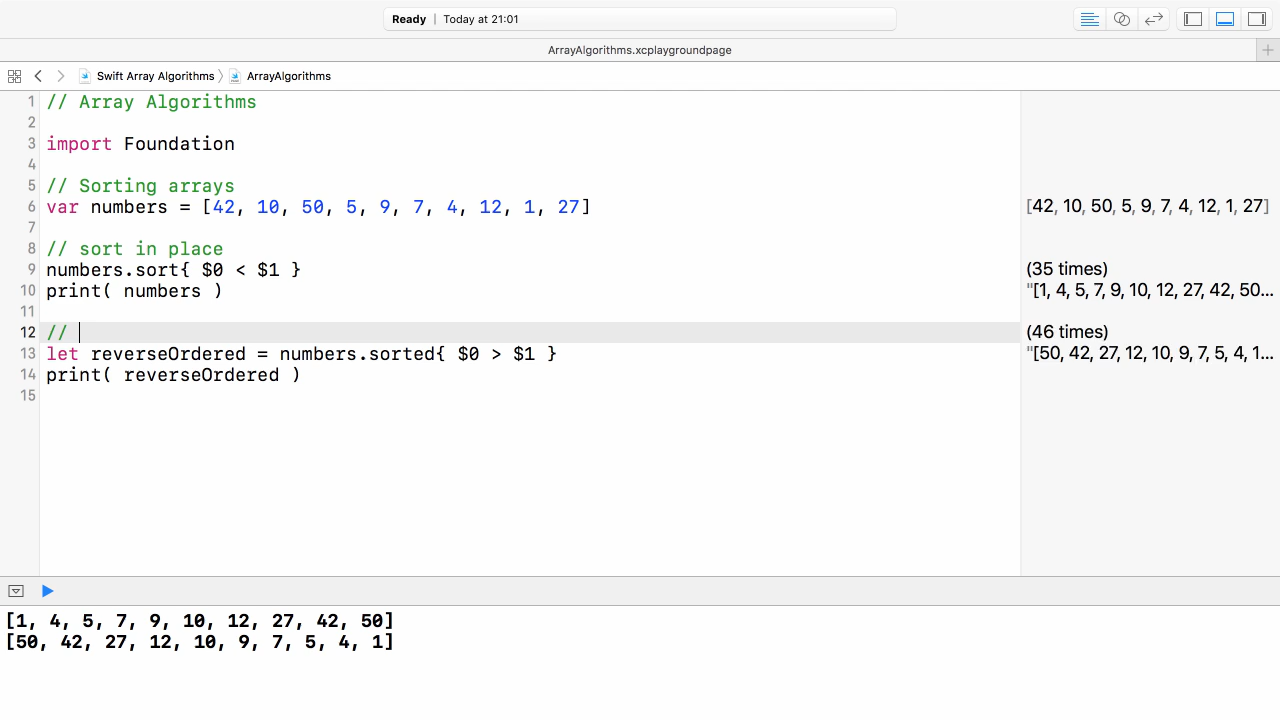 Ready | Today at 21:01
ArrayAlgorithms.xcplaygroundpage
Swift Array Algorithms 〉 ArrayAlgorithms
1 // Array Algorithms
2
3 import Foundation
4
5 // Sorting arrays
6 var numbers = [42, 10, 50, 5, 9, 7, 4, 12, 1, 27] [42, 10, 50, 5, 9, 7, 4, 12, 1, 27]
7
8 // sort in place
9 numbers.sort{ $0 < $1 } (35 times)
10 print( numbers ) "[1, 4, 5, 7, 9, 10, 12, 27, 42, 50...
11
12 // (46 times)
13 let reverseOrdered = numbers.sorted{ $0 > $1 } "[50, 42, 27, 12, 10, 9, 7, 5, 4, 1...
14 print( reverseOrdered )
15
[1, 4, 5, 7, 9, 10, 12, 27, 42, 50]
[50, 42, 27, 12, 10, 9, 7, 5, 4, 1]